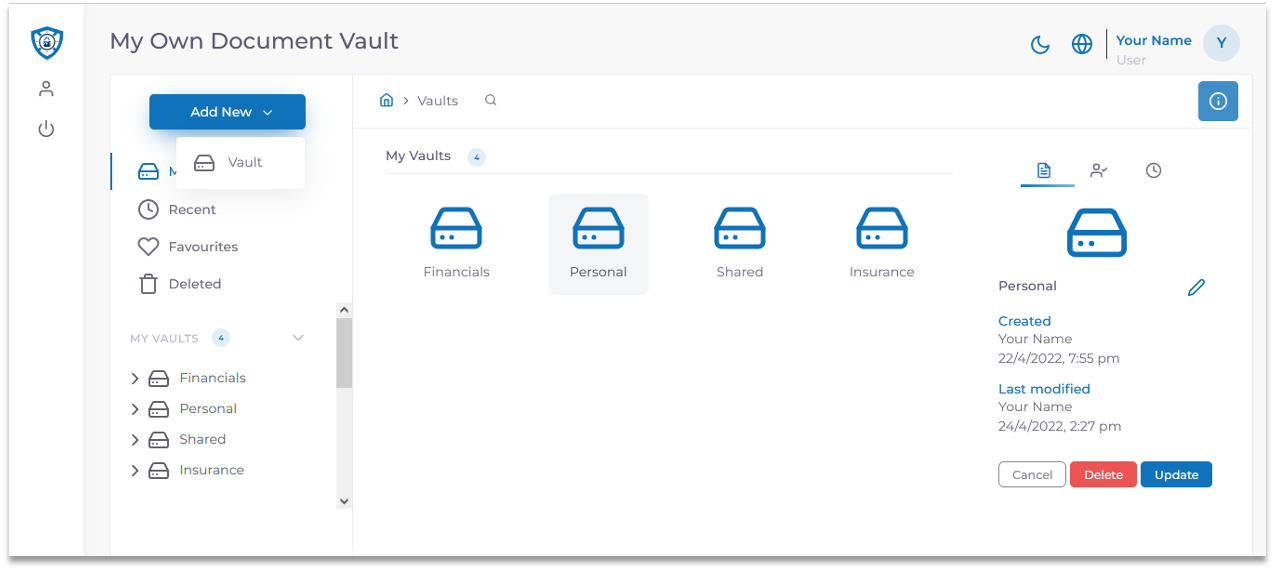 My Own Document Vault
Your Name
User
Y
Add New
Vault
M
Recent
Favourites
Deleted
MY VAULTS 4
Financials
Personal
Shared
Insurance
Vaults
My Vaults 4
Financials
Personal
Shared
Insurance
Personal
Created
Your Name
22/4/2022, 7:55 pm
Last modified
Your Name
24/4/2022, 2:27 pm
Cancel
Delete
Update